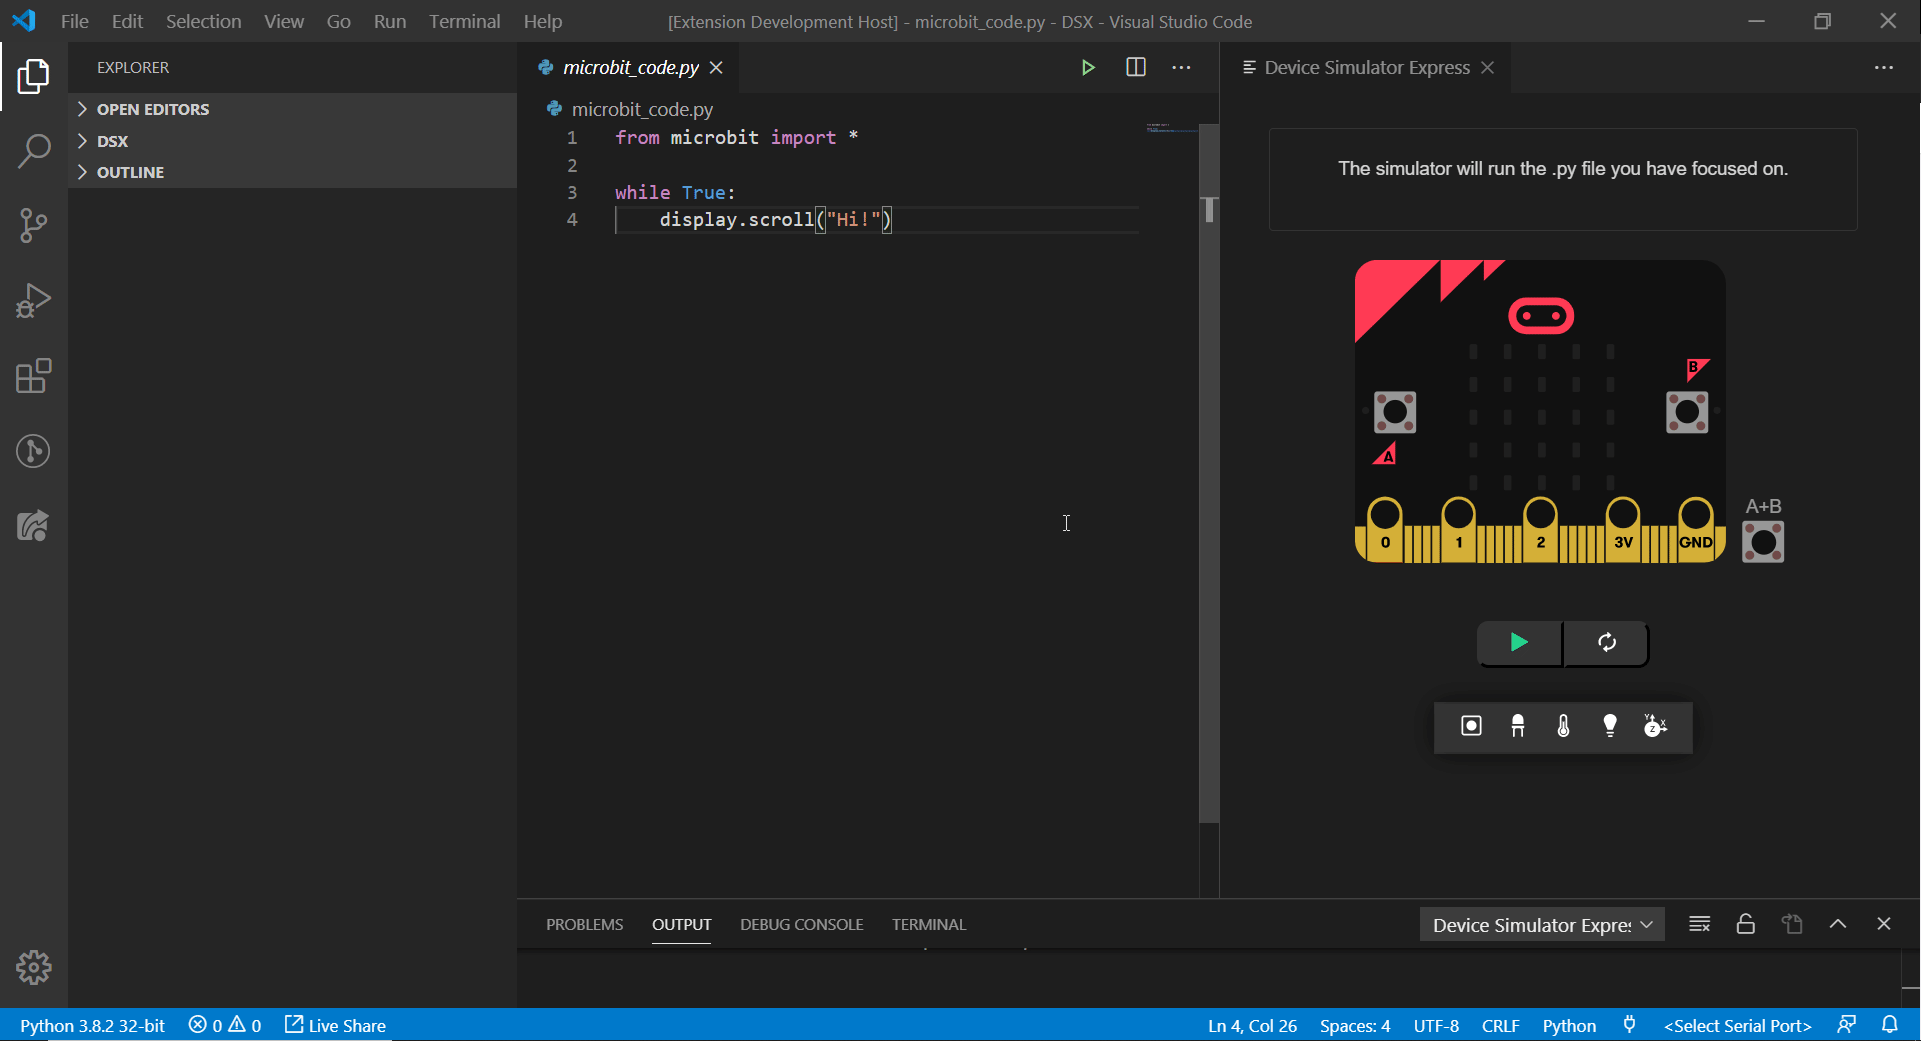 File Edit Selection View Go Run Terminal Help
[Extension Development Host] - microbit_code.py - DSX - Visual Studio Code
EXPLORER
OPEN EDITORS
DSX
OUTLINE
microbit_code.py
microbit_code.py
1 from microbit import *
2
3 while True:
4 display.scroll("Hi!")
Device Simulator Express
The simulator will run the .py file you have focused on.
B
A
A+B
0 1 2 3V GND
Y X Z
PROBLEMS OUTPUT DEBUG CONSOLE TERMINAL
Device Simulator Expres
Python 3.8.2 32-bit 0 0 Live Share
Ln 4, Col 26 Spaces: 4 UTF-8 CRLF Python <Select Serial Port>